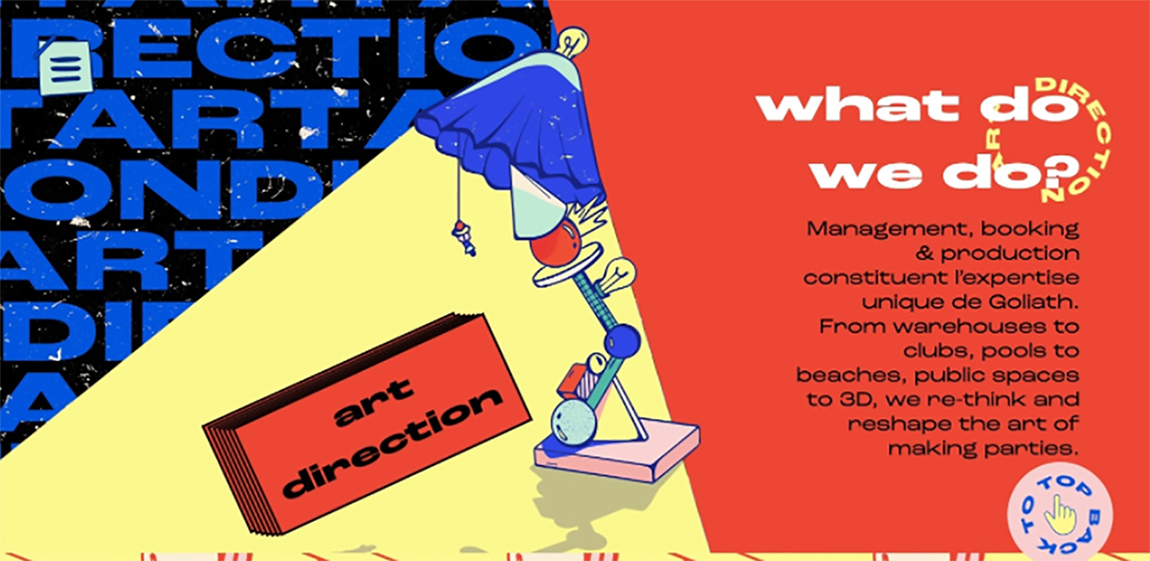 RECTIO
TARTA
ONDI
ART
DI
A
art
direction
what do
we do?
ART DIRECTION
Management, booking
& production
constituent l'expertise
unique de Goliath.
From warehouses to
clubs, pools to
beaches, public spaces
to 3D, we re-think and
reshape the art of
making parties.
BACK TO TOP